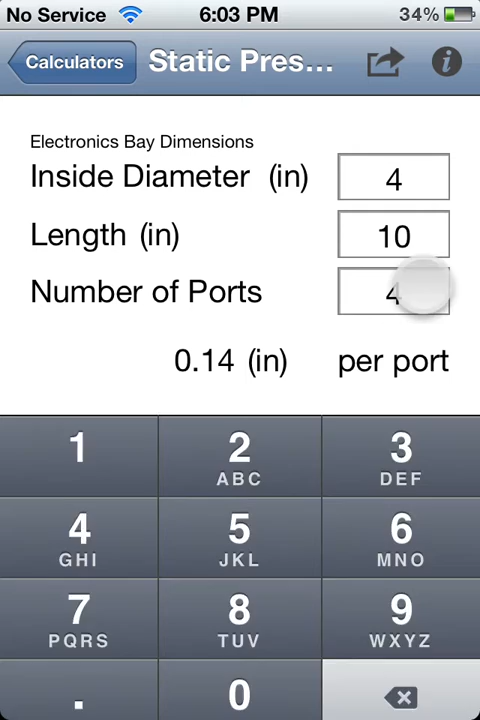 No Service 6:03 PM 34%
Calculators Static Pres... i
Electronics Bay Dimensions
Inside Diameter (in) 4
Length (in) 10
Number of Ports 4
0.14 (in) per port
1 2 3
ABC DEF
4 5 6
GHI JKL MNO
7 8 9
PQRS TUV WXYZ
. 0